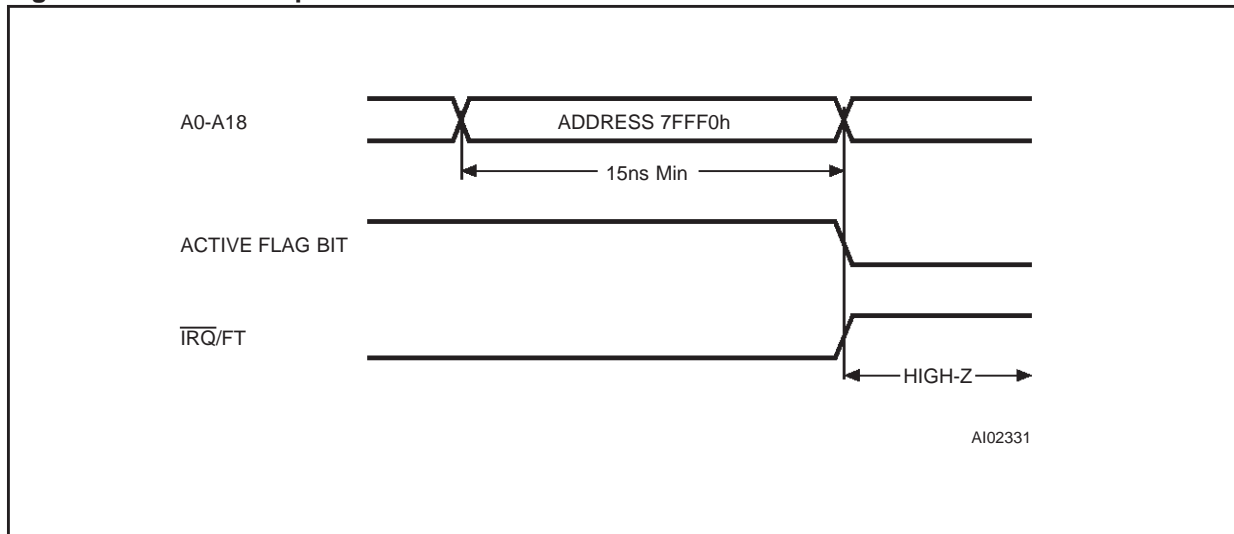 A0-A18
ADDRESS 7FFF0h
15ns Min
ACTIVE FLAG BIT
IRQ/FT
HIGH-Z
AI02331